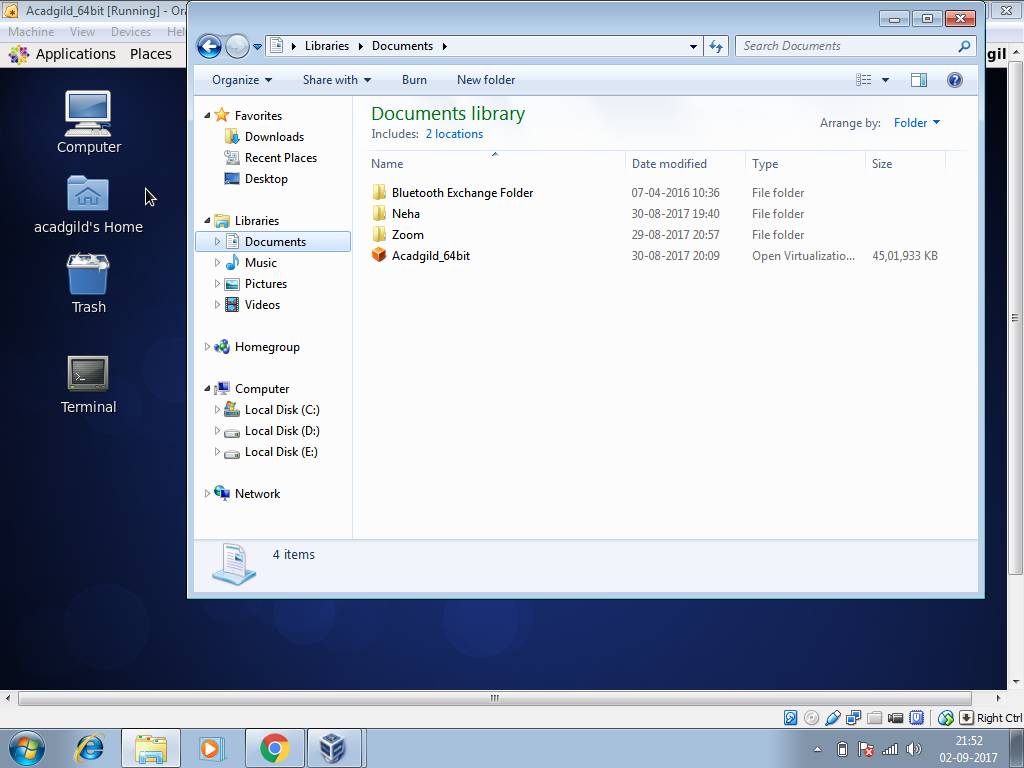 Acadgild_64bit [Running] - Ora
Machine View Devices Hel
Applications Places
gil
Computer
acadgild's Home
Trash
Terminal
Libraries Documents
Search Documents
Organize Share with Burn New folder
Favorites
Downloads
Recent Places
Desktop
Libraries
Documents
Music
Pictures
Videos
Homegroup
Computer
Local Disk (C:)
Local Disk (D:)
Local Disk (E:)
Network
Documents library
Includes: 2 locations
Arrange by: Folder
Name Date modified Type Size
Bluetooth Exchange Folder 07-04-2016 10:36 File folder
Neha 30-08-2017 19:40 File folder
Zoom 29-08-2017 20:57 File folder
Acadgild_64bit 30-08-2017 20:09 Open Virtualizatio... 45,01,933 KB
4 items
Right Ctrl
21:52
02-09-2017